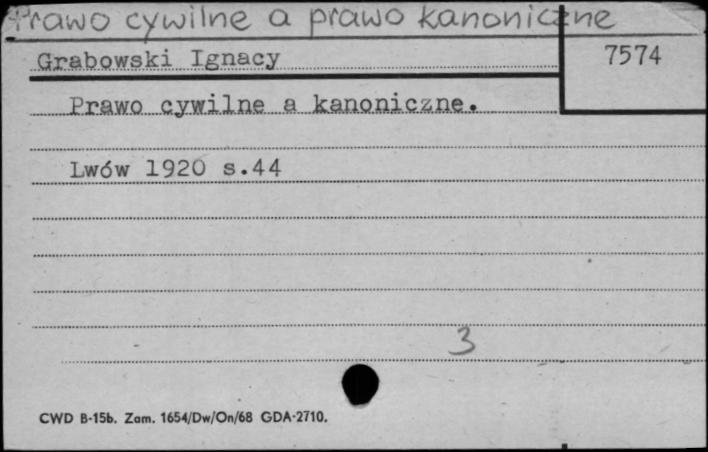 Prawo cywilne a prawo kanoniczne
Grabowski Ignacy
7574
Prawo cywilne a kanoniczne.
Lwów 1920 s.44
3
CWD B-15b. Zam. 1654/Dw/On/68 GDA-2710.